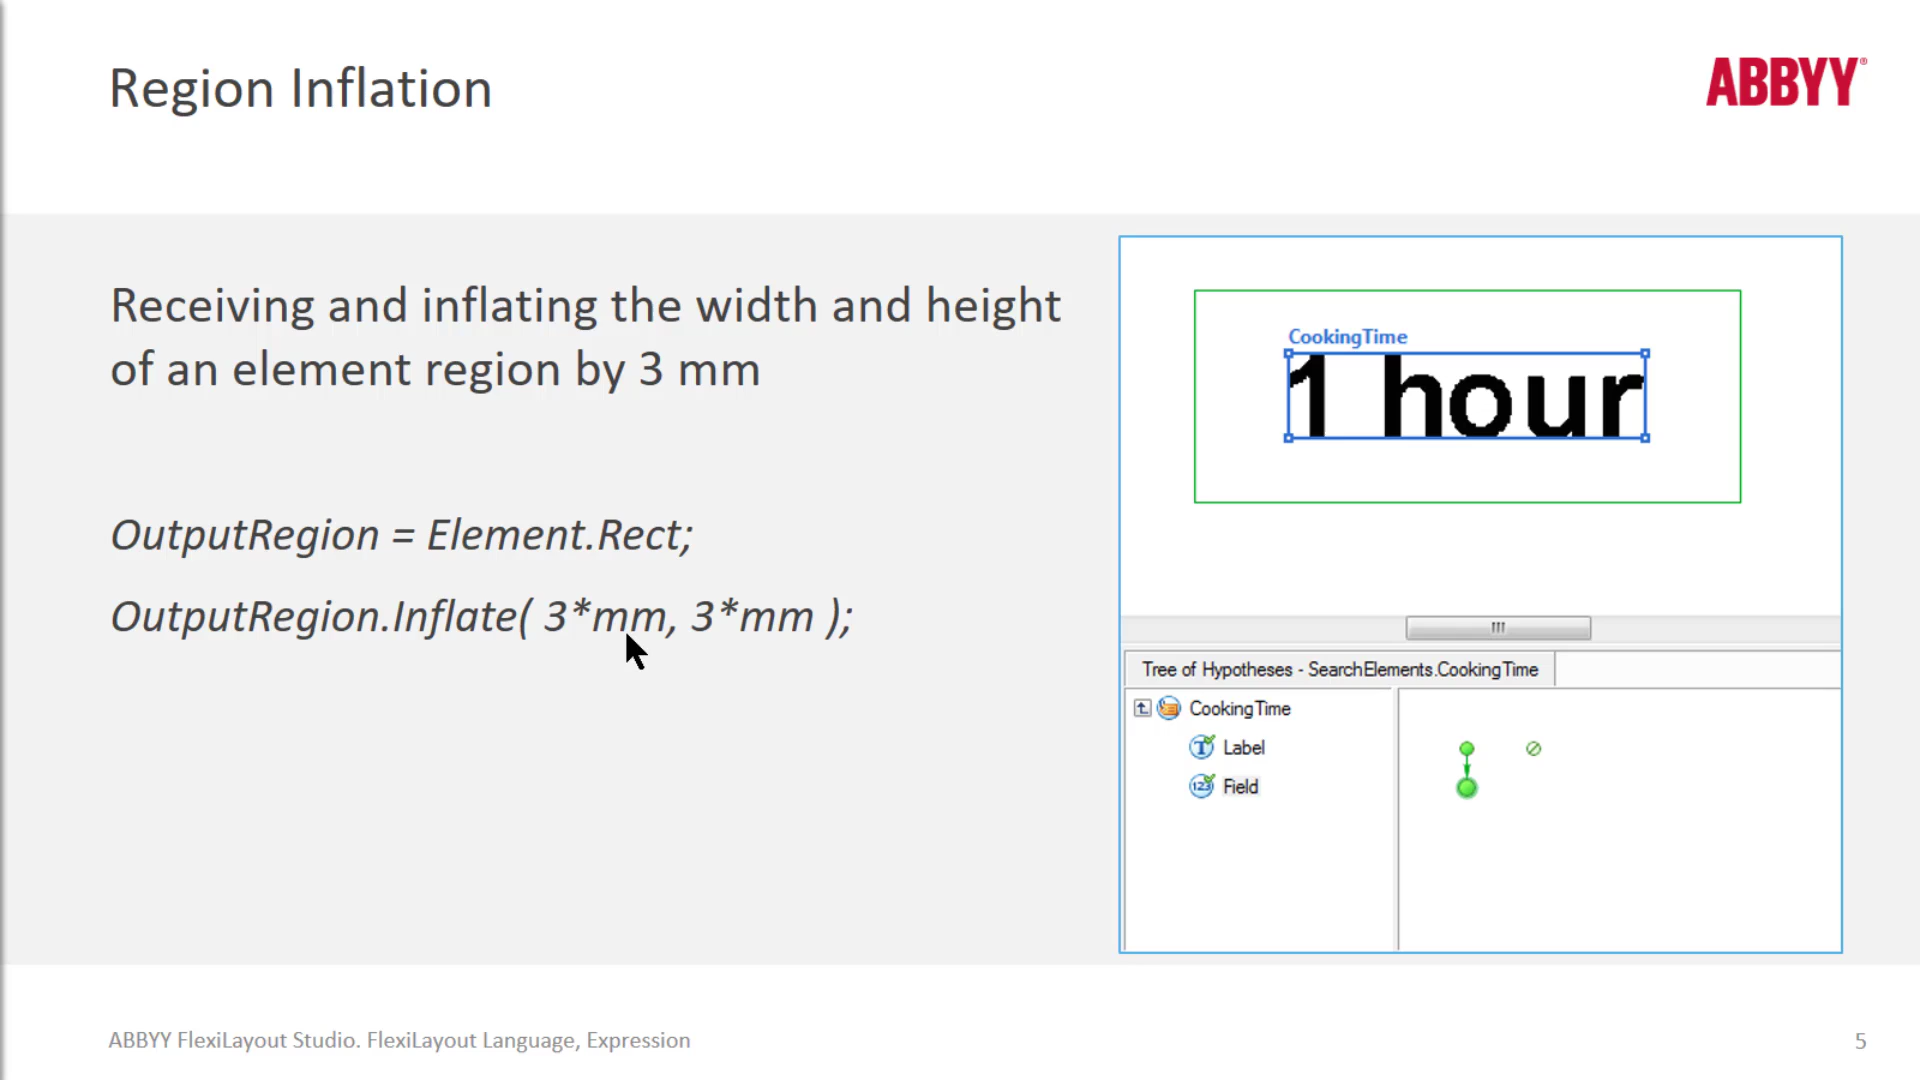 Region Inflation
ABBYY®
Receiving and inflating the width and height
of an element region by 3 mm
OutputRegion = Element.Rect;
OutputRegion.Inflate( 3*mm, 3*mm );
CookingTime
1 hour
Tree of Hypotheses - SearchElements.CookingTime
CookingTime
T Label
123 Field
ABBYY FlexiLayout Studio. FlexiLayout Language, Expression
5